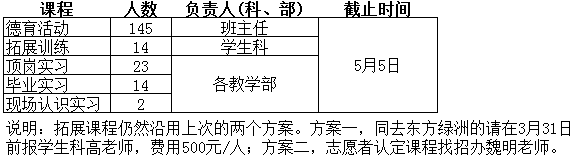 课程 人数 负责人(科、部) 截止时间
德育活动 145 班主任
拓展训练 14 学生科
顶岗实习 23
毕业实习 14
现场认识实习 2
各教学部
5月5日
说明：拓展课程仍然沿用上次的两个方案。方案一，同去东方绿洲的请在3月31日
前报学生科高老师，费用500元/人；方案二，志愿者认定课程找招办魏明老师。